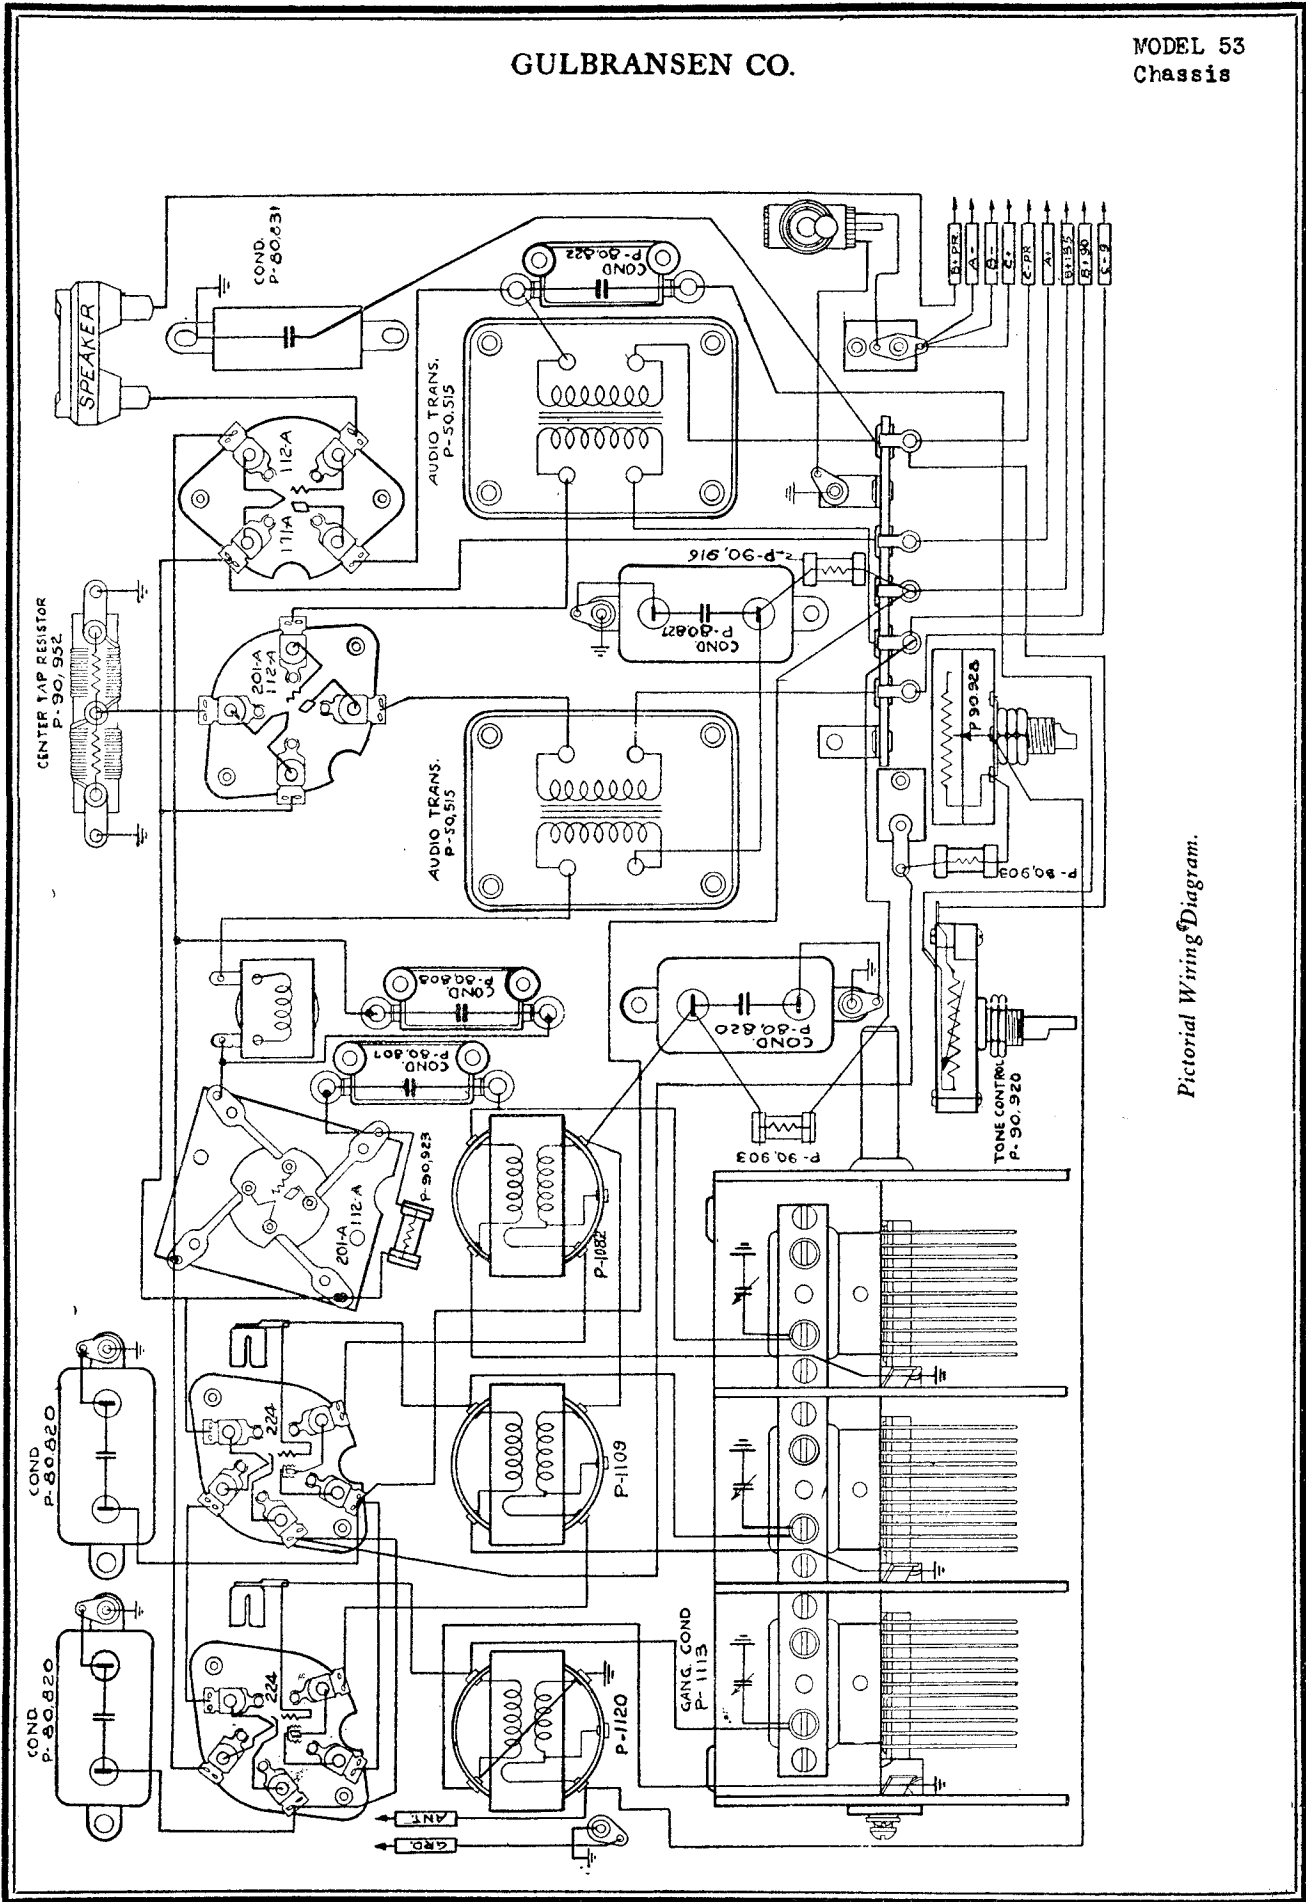 GULBRANSEN CO.
MODEL 53
Chassis
SPEAKER
COND.
P-80,831
COND
P-80,822
B+ PR.
A-
B-
C+
C-PR
A+
B+135
B+90
C-9
112-A
171A
AUDIO TRANS.
P-50,515
CENTER TAP RESISTOR
P-90,952
201-A
112-A
COND.
P-80,827
P-90,916
P 90.928
AUDIO TRANS.
P-50,515
P-90,903
COND.
P-80,808
COND.
P-80,807
COND.
P-80,820
TONE CONTROL
P-90,920
P-90,903
P-90,923
201-A
112-A
P-1082
COND
P-80,820
224
P-1109
COND
P-80,820
224
P-1120
GANG. COND
P-1113
ANT.
GRD.
Pictorial Wiring Diagram.